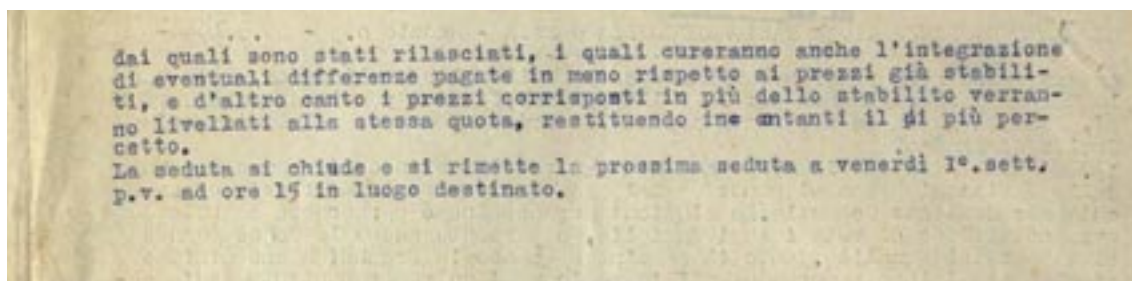 dai quali sono stati rilasciati, i quali cureranno anche l'integrazione
di eventuali differenze pagate in meno rispetto ai prezzi già stabili-
ti, e d'altro canto i prezzi corrisposti in più dello stabilito verran-
no livellati alla stessa quota, restituendo in contanti il di più per-
cetto.
La seduta si chiude e si rimette la prossima seduta a venerdì I°.sett.
p.v. ad ore 15 in luogo destinato.